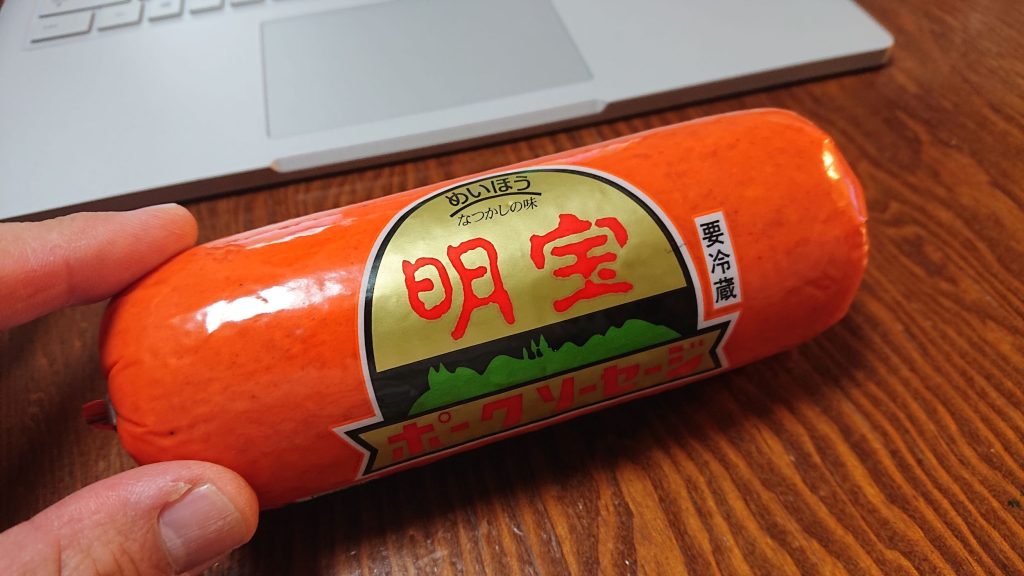 めいほう
なつかしの味
明宝
ポークソーセージ
要冷蔵